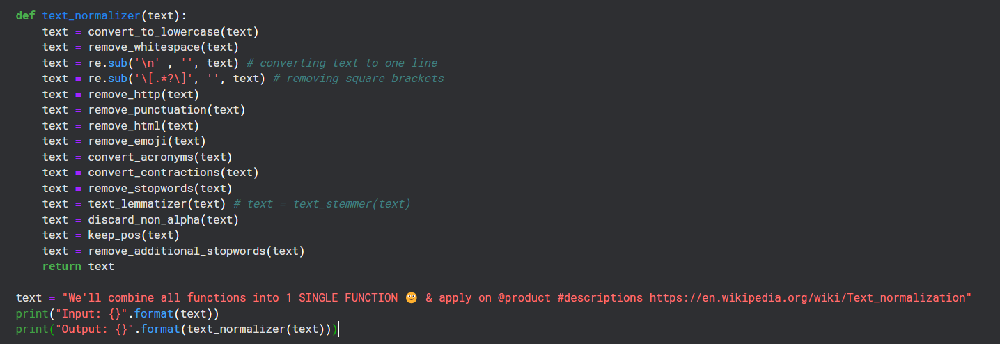 def text_normalizer(text):
    text = convert_to_lowercase(text)
    text = remove_whitespace(text)
    text = re.sub('\n' , '', text) # converting text to one line
    text = re.sub('\[.*?\]', '', text) # removing square brackets
    text = remove_http(text)
    text = remove_punctuation(text)
    text = remove_html(text)
    text = remove_emoji(text)
    text = convert_acronyms(text)
    text = convert_contractions(text)
    text = remove_stopwords(text)
    text = text_lemmatizer(text) # text = text_stemmer(text)
    text = discard_non_alpha(text)
    text = keep_pos(text)
    text = remove_additional_stopwords(text)
    return text

text = "We'll combine all functions into 1 SINGLE FUNCTION 🙂 & apply on @product #descriptions https://en.wikipedia.org/wiki/Text_normalization"
print("Input: {}".format(text))
print("Output: {}".format(text_normalizer(text)))